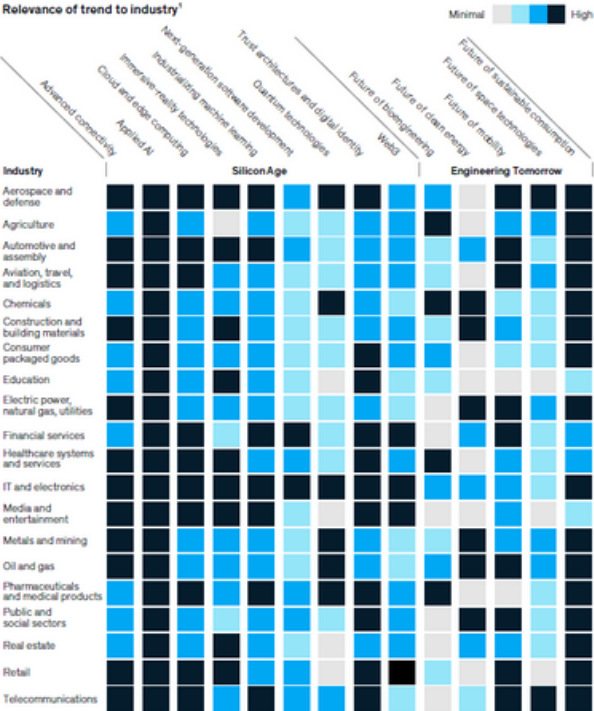 Relevance of trend to industry¹
Minimal
High
Advanced connectivity
Applied AI
Cloud and edge computing
Immersive-reality technologies
Industrializing machine learning
Next-generation software development
Quantum technologies
Trust architectures and digital identity
Web3
Future of bioengineering
Future of clean energy
Future of mobility
Future of space technologies
Future of sustainable consumption
Industry
Silicon Age
Engineering Tomorrow
Aerospace and
defense
Agriculture
Automotive and
assembly
Aviation, travel,
and logistics
Chemicals
Construction and
building materials
Consumer
packaged goods
Education
Electric power,
natural gas, utilities
Financial services
Healthcare systems
and services
IT and electronics
Media and
entertainment
Metals and mining
Oil and gas
Pharmaceuticals
and medical products
Public and
social sectors
Real estate
Retail
Telecommunications